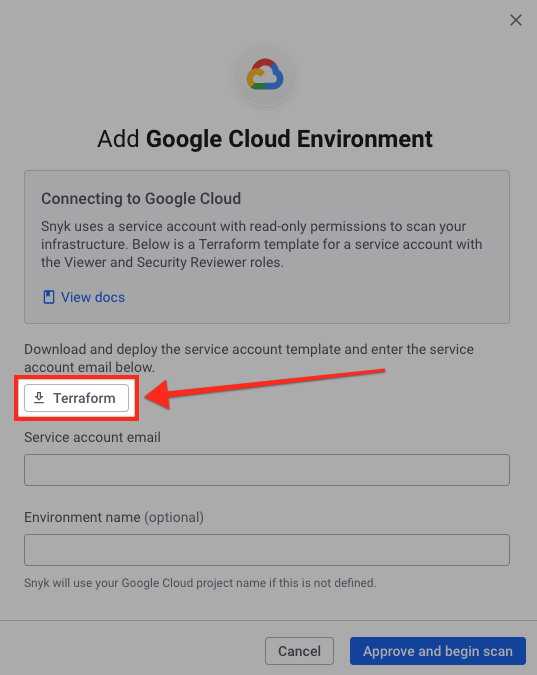 Add Google Cloud Environment
Connecting to Google Cloud
Snyk uses a service account with read-only permissions to scan your
infrastructure. Below is a Terraform template for a service account with
the Viewer and Security Reviewer roles.
View docs
Download and deploy the service account template and enter the service
account email below.
Terraform
Service account email
Environment name (optional)
Snyk will use your Google Cloud project name if this is not defined.
Cancel
Approve and begin scan